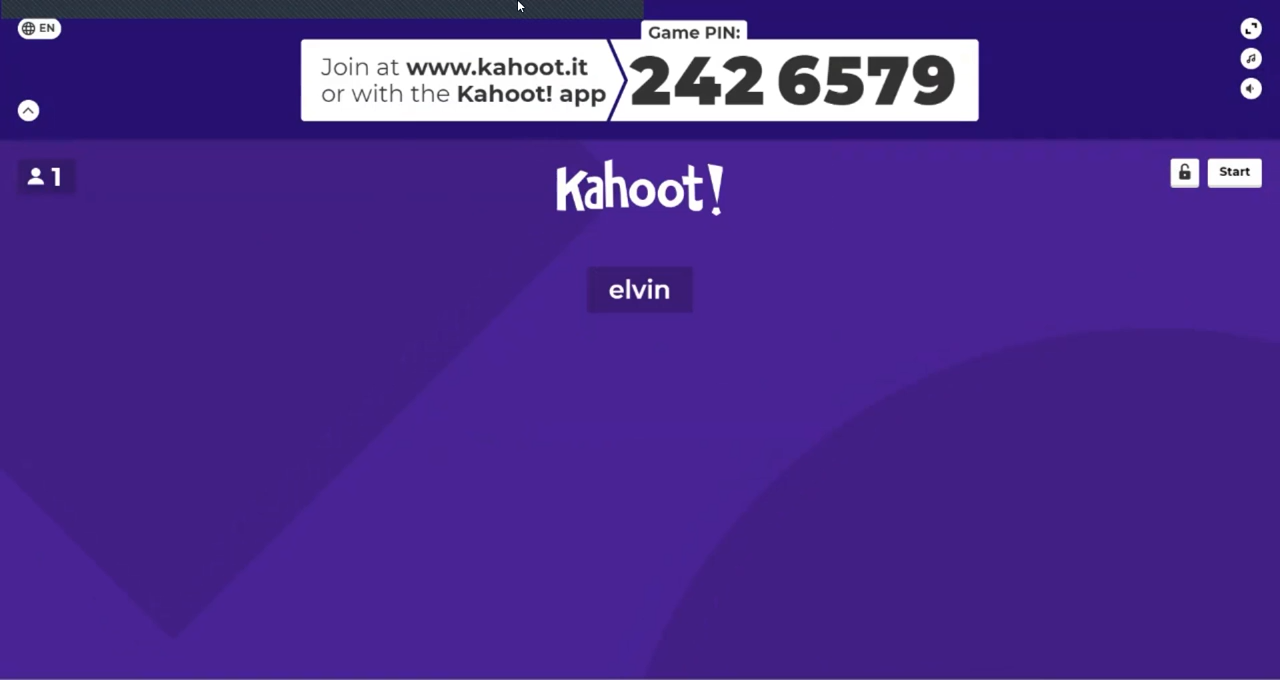 EN
Game PIN:
Join at www.kahoot.it
or with the Kahoot! app
242 6579
1
Kahoot!
Start
elvin